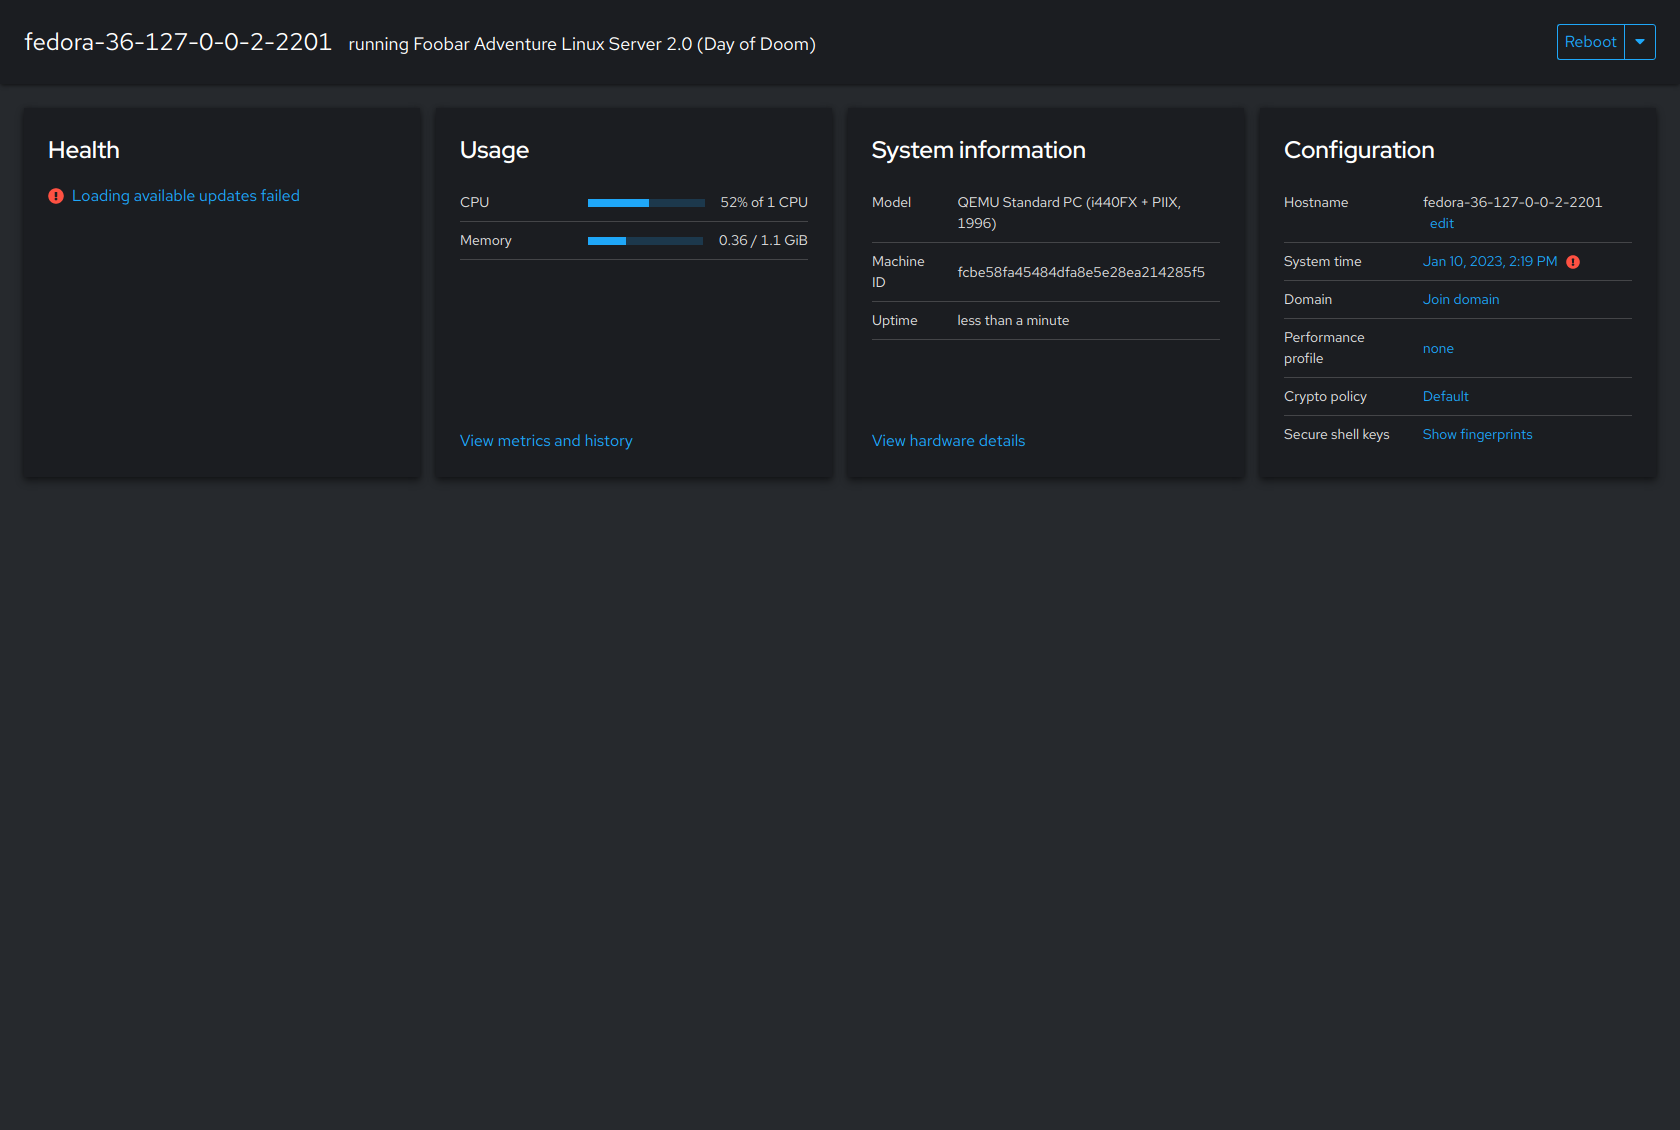 fedora-36-127-0-0-2-2201 running Foobar Adventure Linux Server 2.0 (Day of Doom)
Reboot
Health
Loading available updates failed
Usage
CPU 52% of 1 CPU
Memory 0.36 / 1.1 GiB
View metrics and history
System information
Model QEMU Standard PC (i440FX + PIIX,
1996)
Machine
ID
fcbe58fa45484dfa8e5e28ea214285f5
Uptime less than a minute
View hardware details
Configuration
Hostname fedora-36-127-0-0-2-2201
edit
System time Jan 10, 2023, 2:19 PM
Domain Join domain
Performance
profile
none
Crypto policy Default
Secure shell keys Show fingerprints